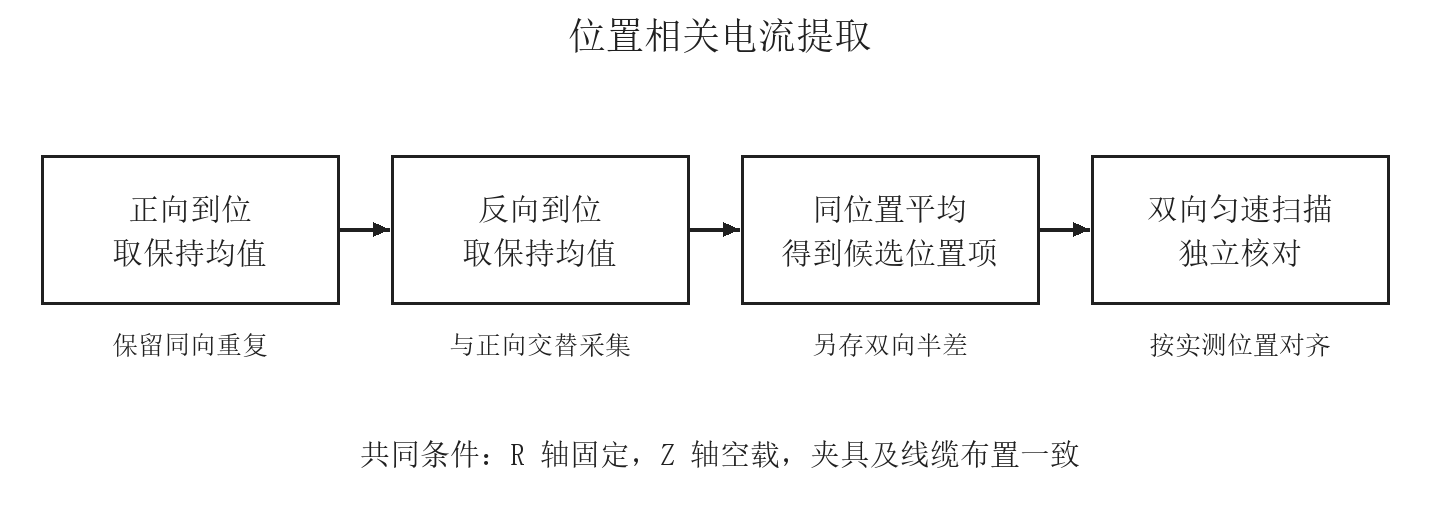 位置相关电流提取
正向到位
取保持均值
保留同向重复
反向到位
取保持均值
与正向交替采集
同位置平均
得到候选位置项
另存双向半差
双向匀速扫描
独立核对
按实测位置对齐
共同条件：R 轴固定，Z 轴空载，夹具及线缆布置一致